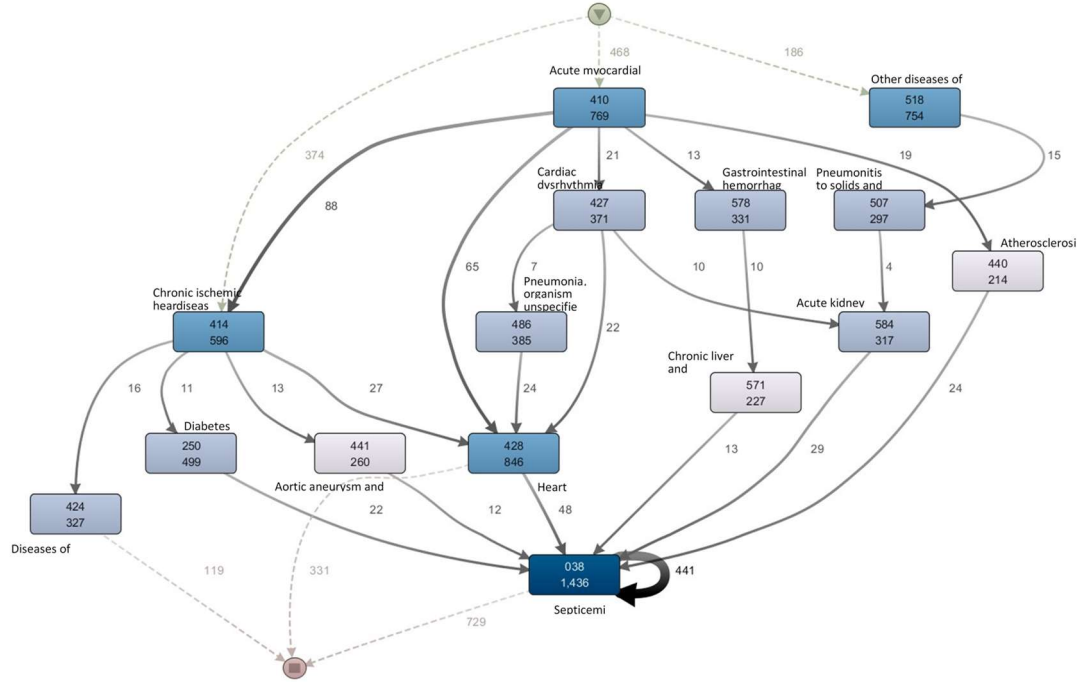 468
186
Acute myocardial
410
769
Other diseases of
518
754
374
88
21
13
19
15
Cardiac
dysrhythmia
427
371
Gastrointestinal
hemorrhag
578
331
Pneumonitis
to solids and
507
297
Atherosclerosi
440
214
65
7
10
10
4
Pneumonia,
organism
unspecifie
486
385
22
Chronic ischemic
heardiseas
414
596
Acute kidney
584
317
Chronic liver
and
571
227
16
11
13
27
24
24
Diabetes
250
499
441
260
Aortic aneurysm and
428
846
Heart
13
29
424
327
Diseases of
22
12
48
119
331
038
1,436
Septicemi
441
729